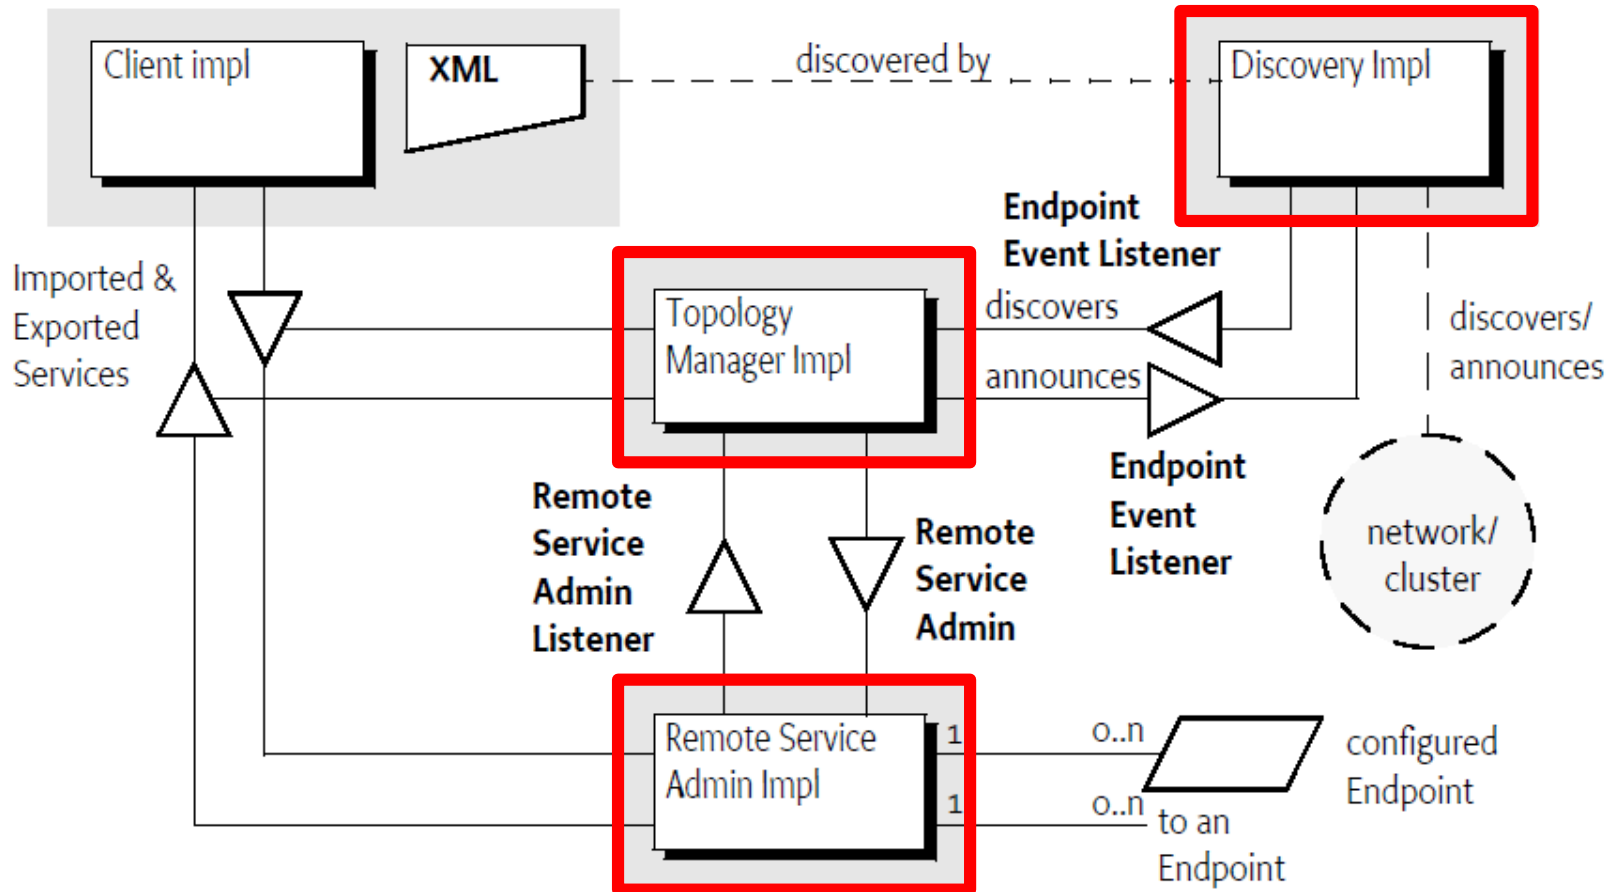 Client impl
XML
discovered by
Discovery Impl
Endpoint
Event Listener
Imported &
Exported
Services
Topology
Manager Impl
discovers
announces
discovers/
announces
Endpoint
Event
Listener
Remote
Service
Admin
Listener
Remote
Service
Admin
network/
cluster
Remote Service
Admin Impl
1
0..n
configured
Endpoint
1
0..n
to an
Endpoint